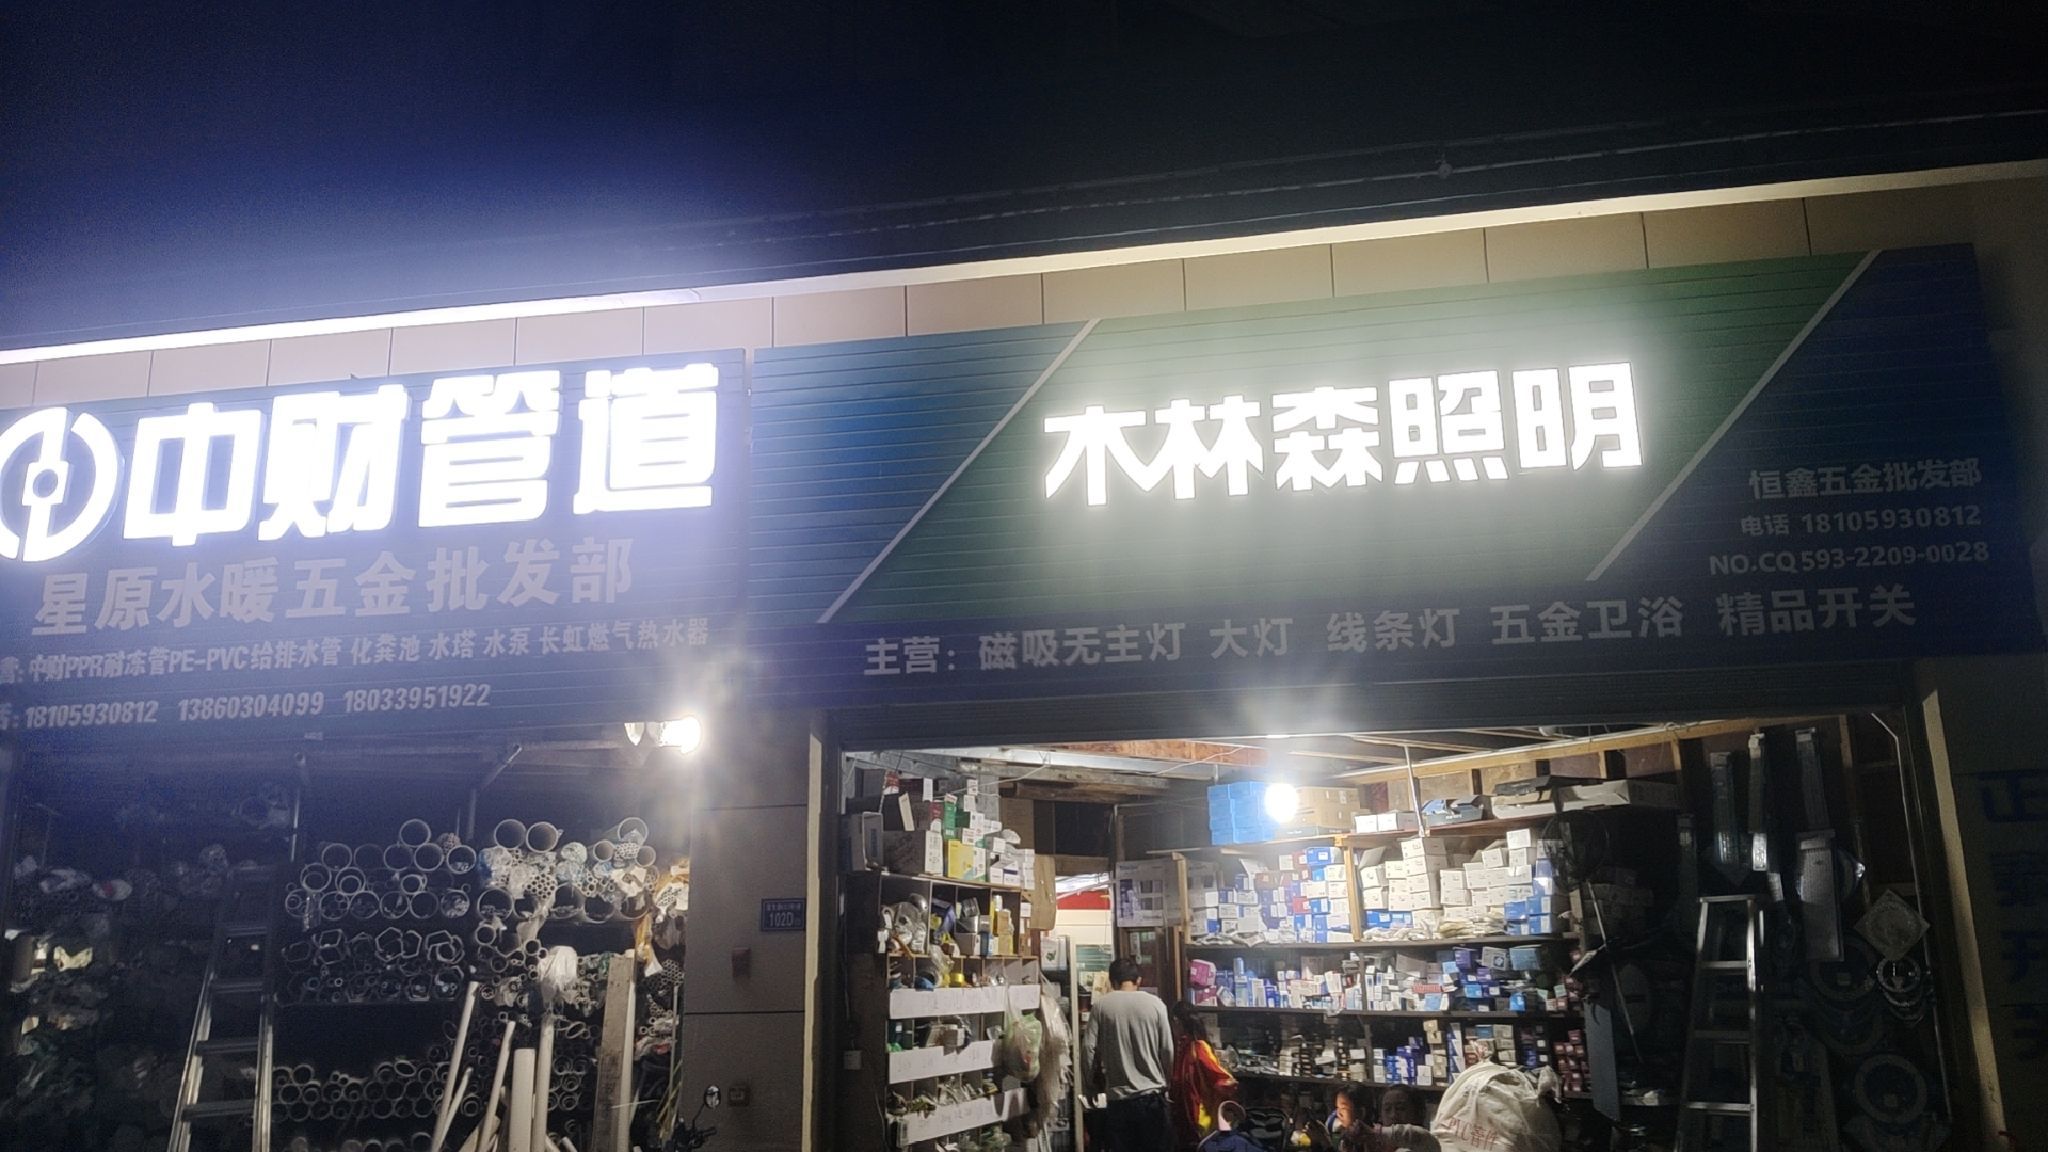 中财管道
星原水暖五金批发部
营:中财PPR耐冻管PE-PVC给排水管 化粪池 水塔 水泵 长虹燃气热水器
话:18105930812 13860304099 18033951922
木林森照明
恒鑫五金批发部
电话 18105930812
NO.CQ593-2209-0028
主营：磁吸无主灯 大灯 线条灯 五金卫浴 精品开关
102D